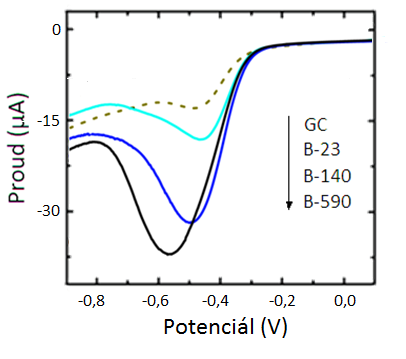 0
-15
-30
Proud (μA)
GC
B-23
B-140
B-590
-0,8 -0,6 -0,4 -0,2 0,0
Potenciál (V)